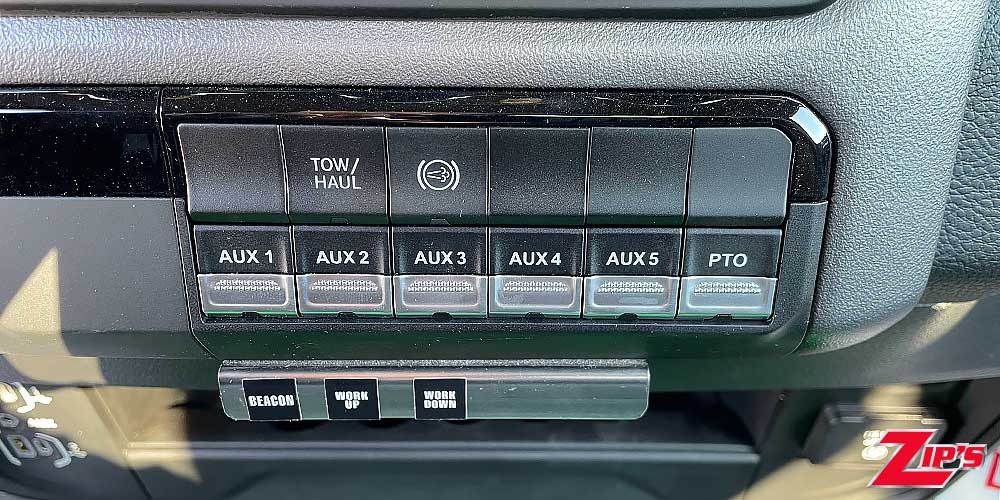 TOW/
HAUL
AUX 1 AUX 2 AUX 3 AUX 4 AUX 5 PTO
BEACON
WORK
UP
WORK
DOWN
ZIP'S